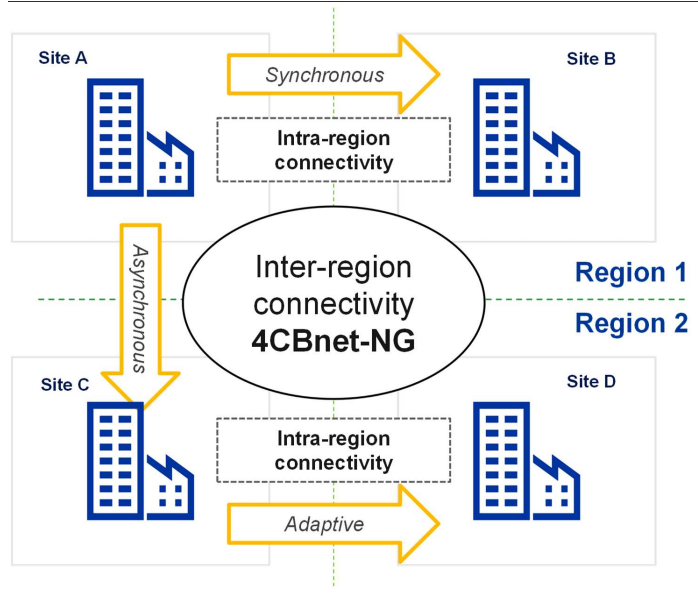 Site A
Synchronous
Site B
Intra-region
connectivity
Asynchronous
Inter-region
connectivity
4CBnet-NG
Region 1
Region 2
Site C
Site D
Intra-region
connectivity
Adaptive